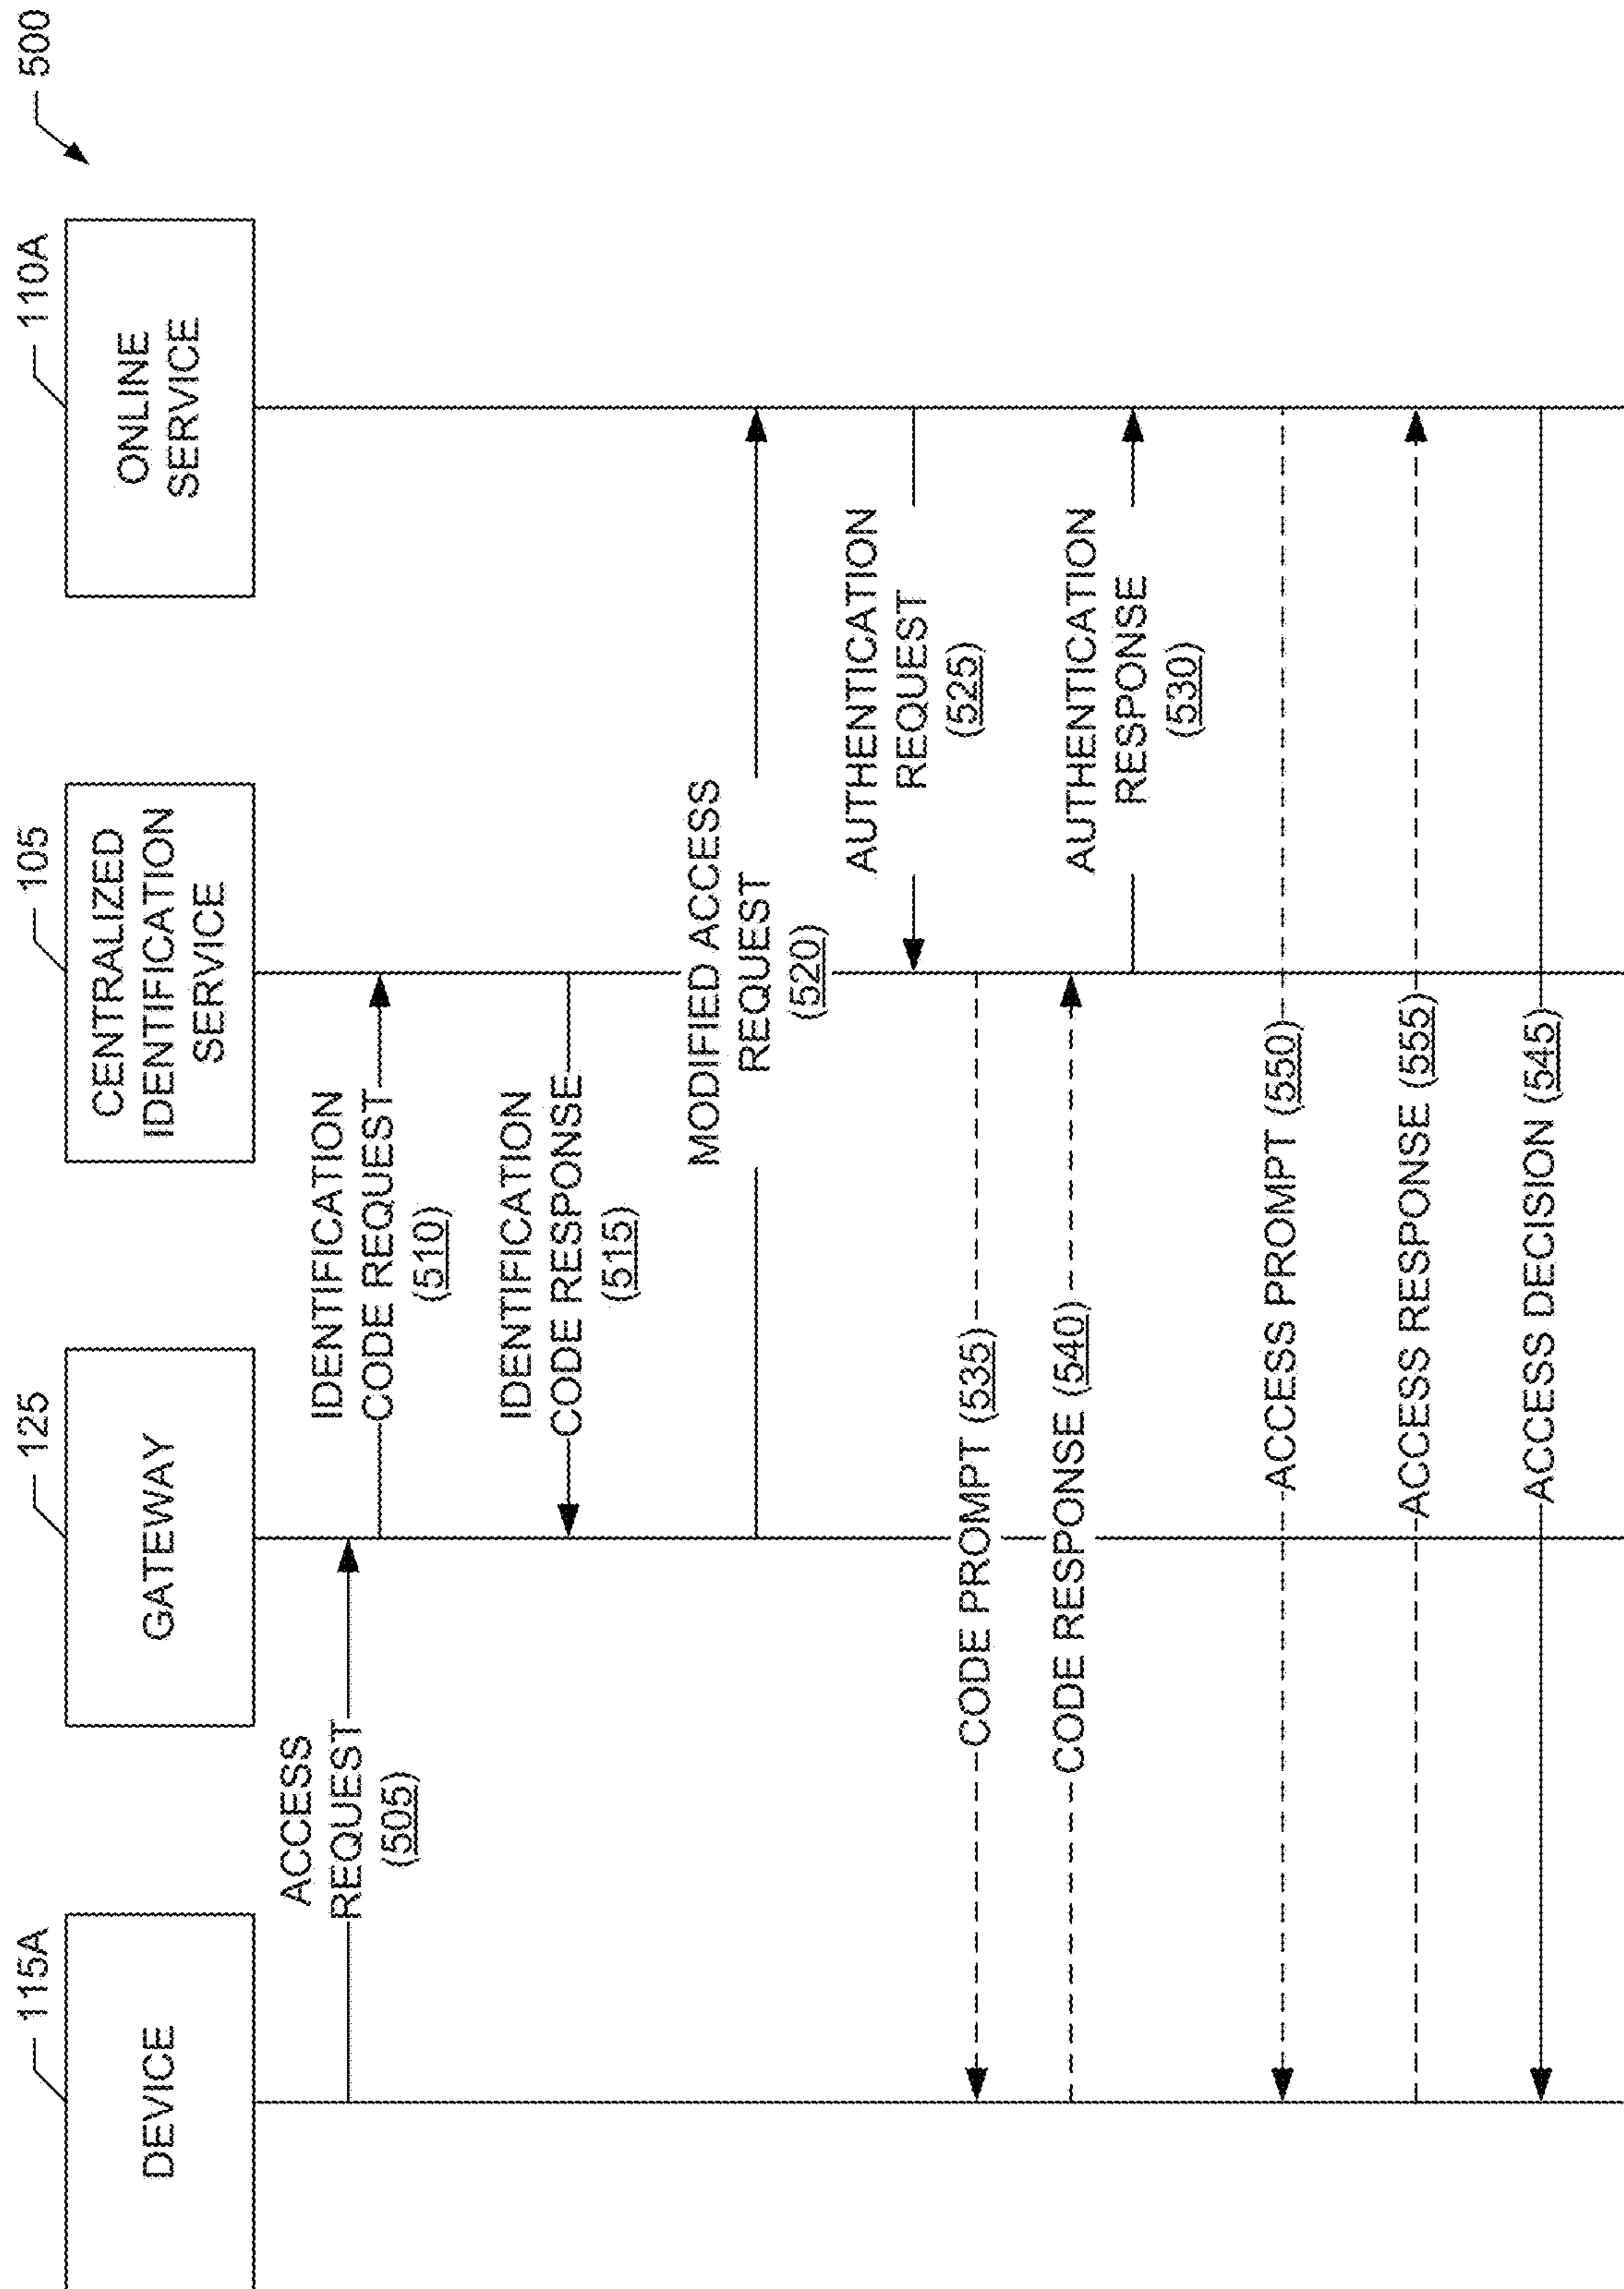 500
115A
125
105
110A
DEVICE
GATEWAY
CENTRALIZED
IDENTIFICATION
SERVICE
ONLINE
SERVICE
ACCESS
REQUEST
(505)
IDENTIFICATION
CODE REQUEST
(510)
IDENTIFICATION
CODE RESPONSE
(515)
MODIFIED ACCESS
REQUEST
(520)
AUTHENTICATION
REQUEST
(525)
CODE PROMPT (535)
CODE RESPONSE (540)
AUTHENTICATION
RESPONSE
(530)
ACCESS PROMPT (550)
ACCESS RESPONSE (555)
ACCESS DECISION (545)